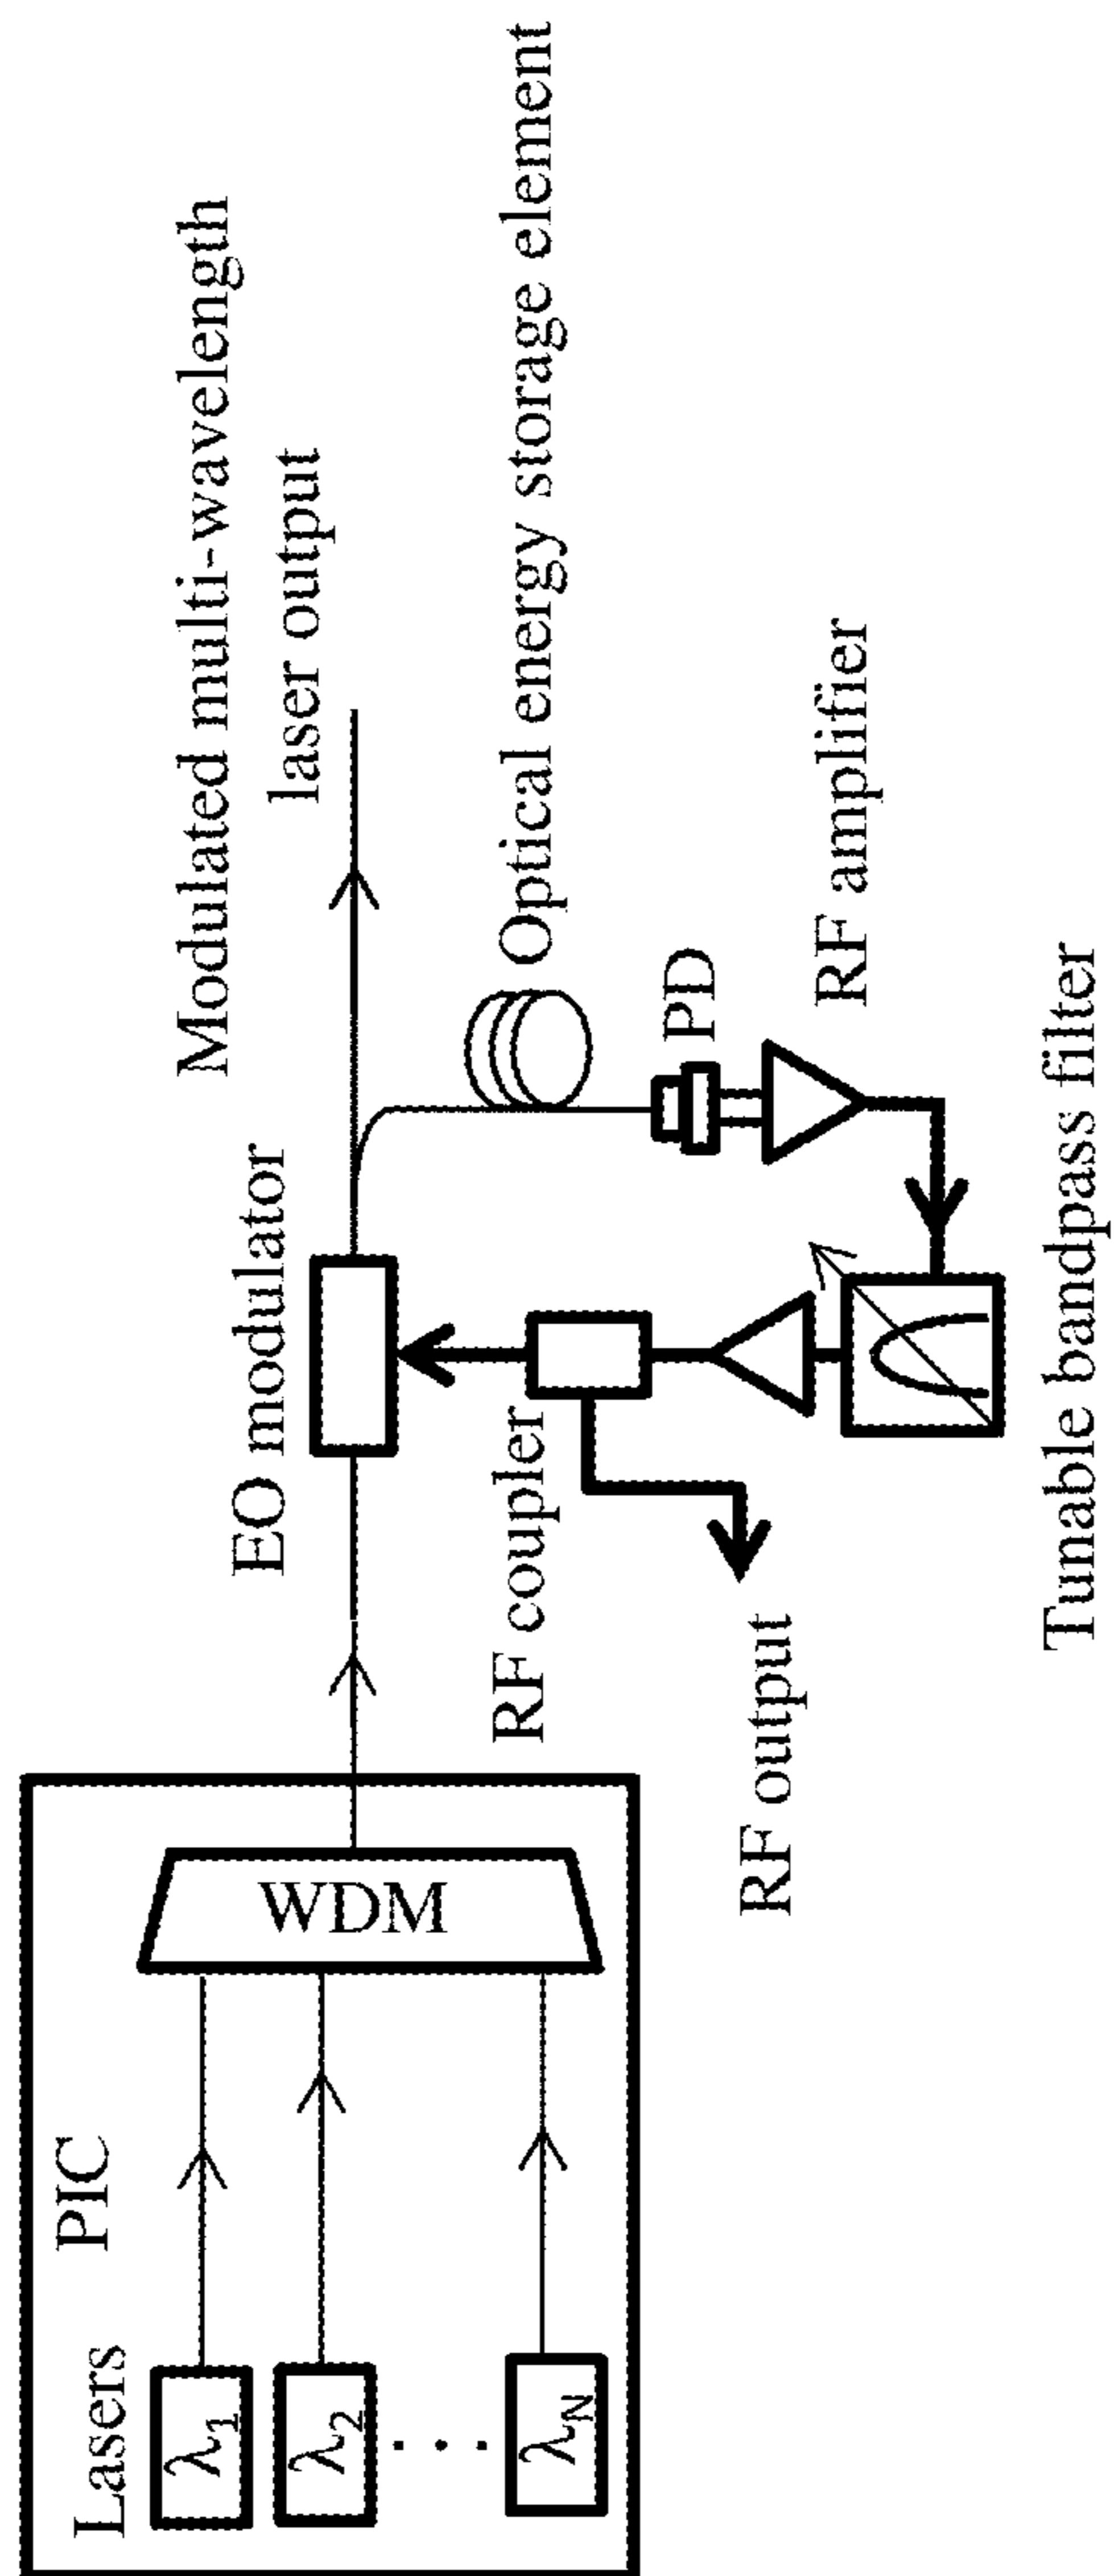 Lasers
PIC
λ1
λ2
λN
WDM
EO modulator
Modulated multi-wavelength
laser output
RF coupler
Optical energy storage element
PD
RF output
RF amplifier
Tunable bandpass filter